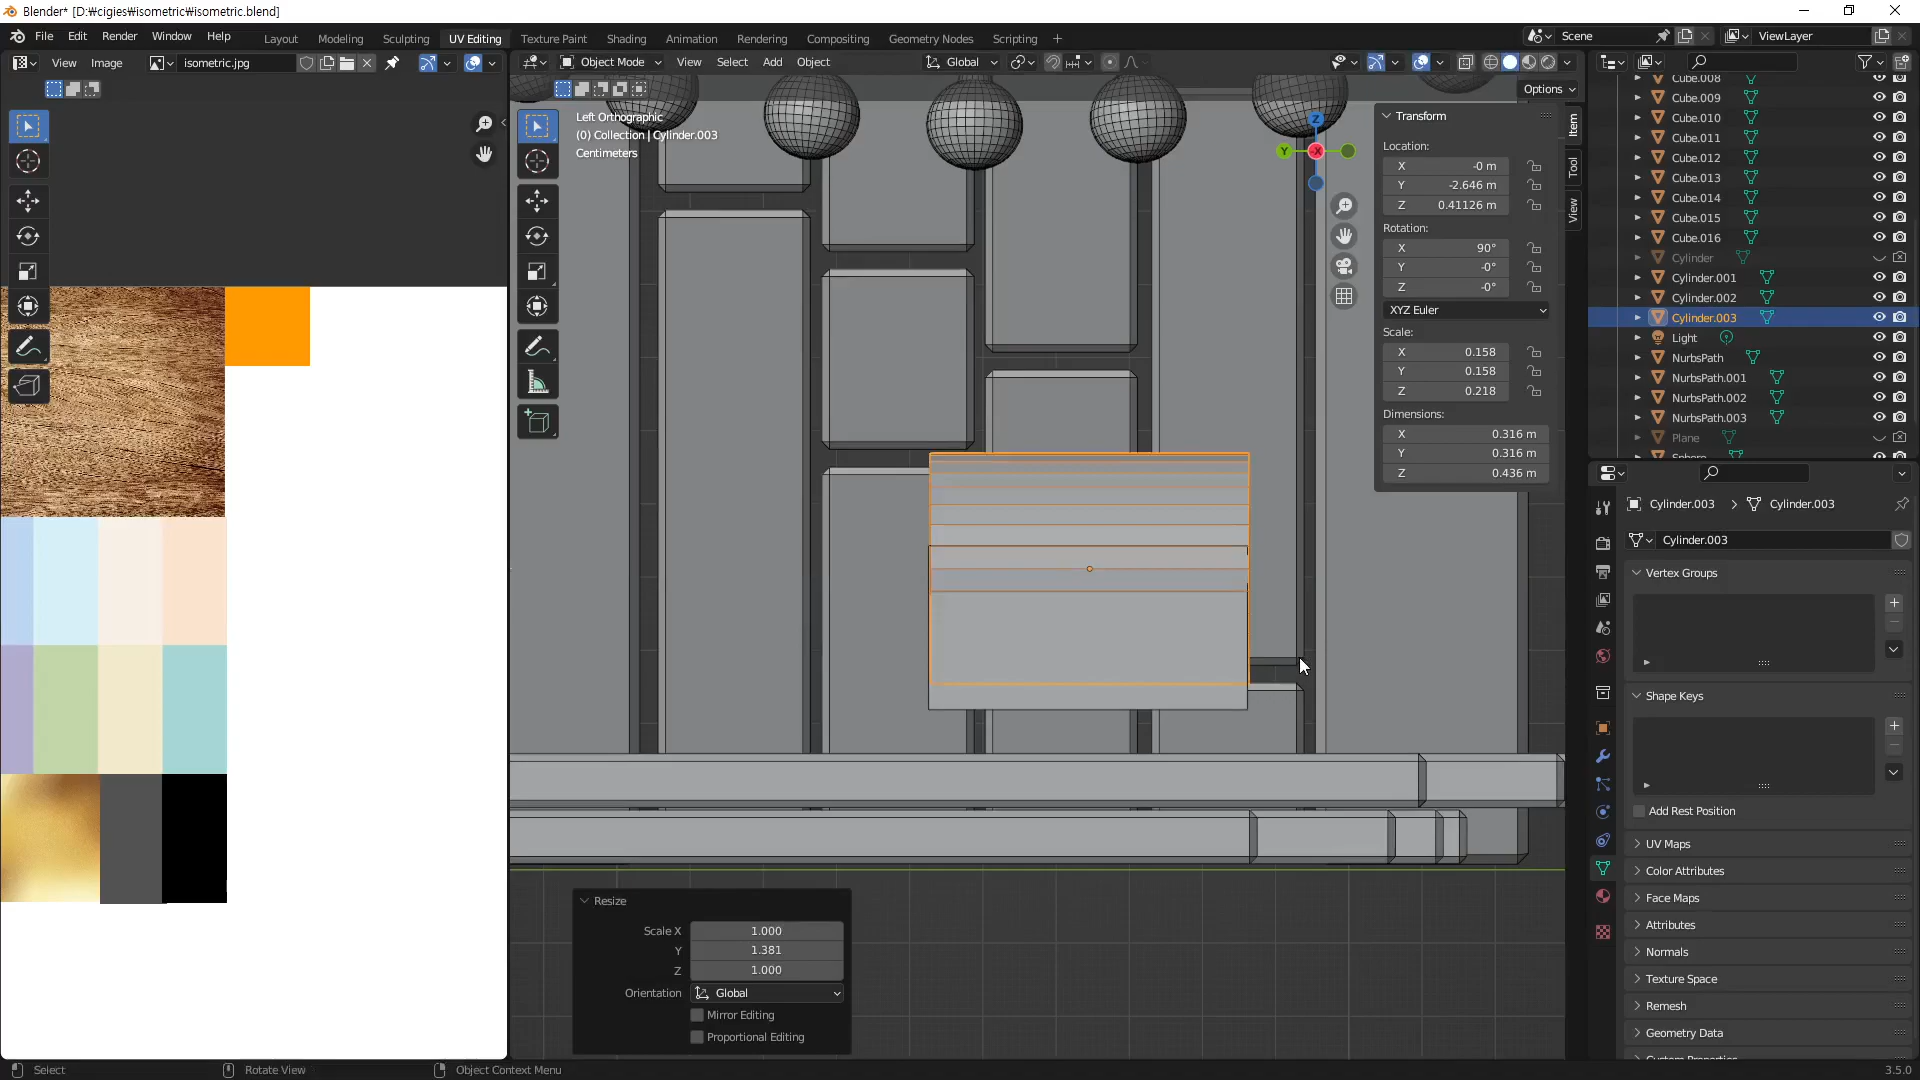 Blender* [D:₩cigies₩isometric₩isometric.blend]
File Edit Render Window Help Layout Modeling Sculpting UV Editing Texture Paint Shading Animation Rendering Compositing Geometry Nodes Scripting + Scene ViewLayer
View Image isometric.jpg Object Mode View Select Add Object Global
Options
Left Orthographic
(0) Collection | Cylinder.003
Centimeters
Z
Y
-X
Transform
Location:
X -0 m
Y -2.646 m
Z 0.41126 m
Rotation:
X 90°
Y -0°
Z -0°
XYZ Euler
Scale:
X 0.158
Y 0.158
Z 0.218
Dimensions:
X 0.316 m
Y 0.316 m
Z 0.436 m
Item
Tool
View
Cube.008
Cube.009
Cube.010
Cube.011
Cube.012
Cube.013
Cube.014
Cube.015
Cube.016
Cylinder
Cylinder.001
Cylinder.002
Cylinder.003
Light
NurbsPath
NurbsPath.001
NurbsPath.002
NurbsPath.003
Plane
Sphere
Cylinder.003 Cylinder.003
Cylinder.003
Vertex Groups
Shape Keys
Add Rest Position
UV Maps
Color Attributes
Face Maps
Attributes
Normals
Texture Space
Remesh
Geometry Data
Custom Properties
Resize
Scale X 1.000
Y 1.381
Z 1.000
Orientation Global
Mirror Editing
Proportional Editing
Select Rotate View Object Context Menu 3.5.0